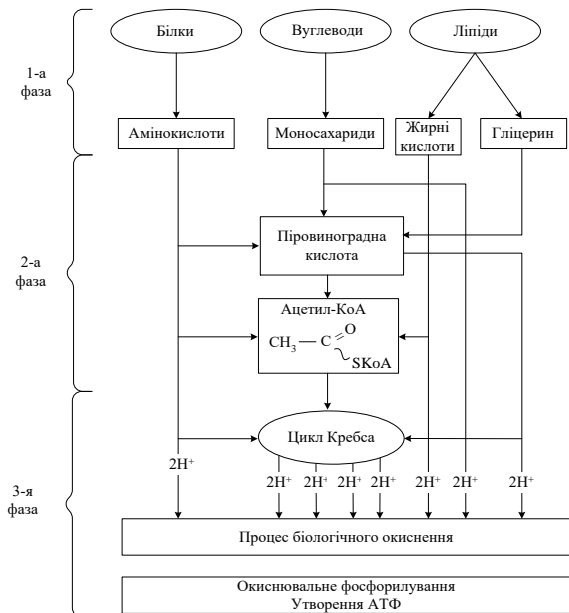 Білки
Вуглеводи
Ліпіди
1-а
фаза
Амінокислоти
Моносахариди
Жирні
кислоти
Гліцерин
2-а
фаза
Піровиноградна
кислота
Ацетил-КоА
CH₃ — C = O
SKoA
Цикл Кребса
2H⁺
2H⁺ 2H⁺ 2H⁺ 2H⁺ 2H⁺ 2H⁺ 2H⁺
3-я
фаза
Процес біологічного окиснення
Окиснювальне фосфорилування
Утворення АТФ